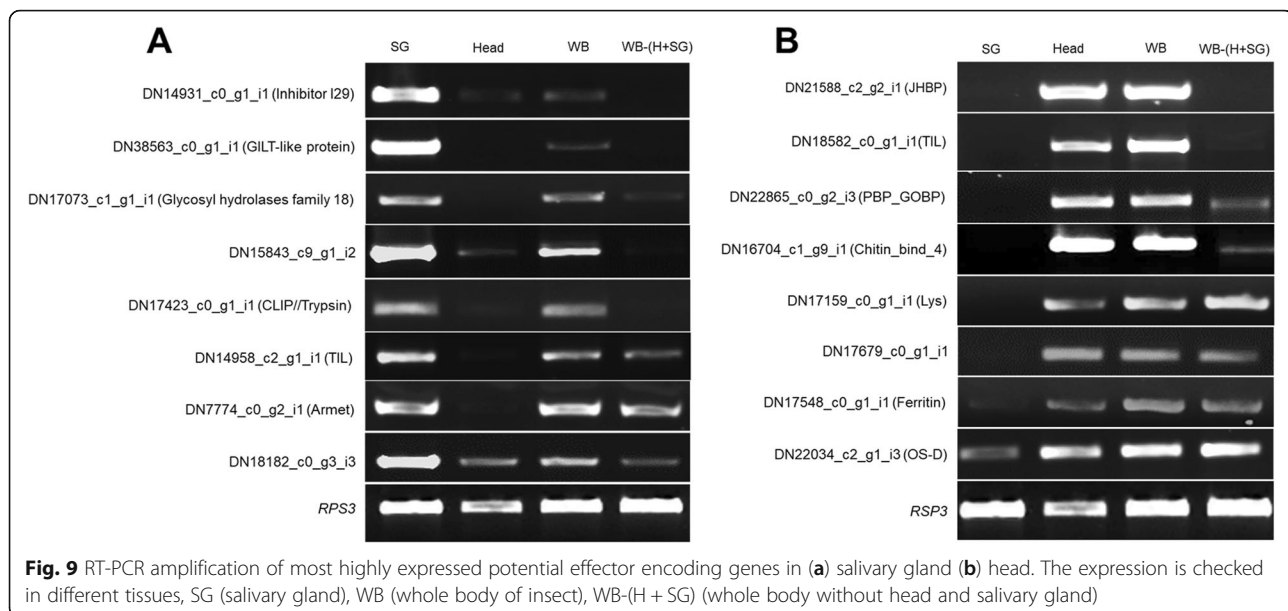 A
SG Head WB WB-(H+SG)
DN14931_c0_g1_i1 (Inhibitor I29)
DN38563_c0_g1_i1 (GILT-like protein)
DN17073_c1_g1_i1 (Glycosyl hydrolases family 18)
DN15843_c9_g1_i2
DN17423_c0_g1_i1 (CLIP//Trypsin)
DN14958_c2_g1_i1 (TIL)
DN7774_c0_g2_i1 (Armet)
DN18182_c0_g3_i3
RPS3
B
SG Head WB WB-(H+SG)
DN21588_c2_g2_i1 (JHBP)
DN18582_c0_g1_i1(TIL)
DN22865_c0_g2_i3 (PBP_GOBP)
DN16704_c1_g9_i1 (Chitin_bind_4)
DN17159_c0_g1_i1 (Lys)
DN17679_c0_g1_i1
DN17548_c0_g1_i1 (Ferritin)
DN22034_c2_g1_i3 (OS-D)
RSP3
Fig. 9 RT-PCR amplification of most highly expressed potential effector encoding genes in (a) salivary gland (b) head. The expression is checked
in different tissues, SG (salivary gland), WB (whole body of insect), WB-(H + SG) (whole body without head and salivary gland)